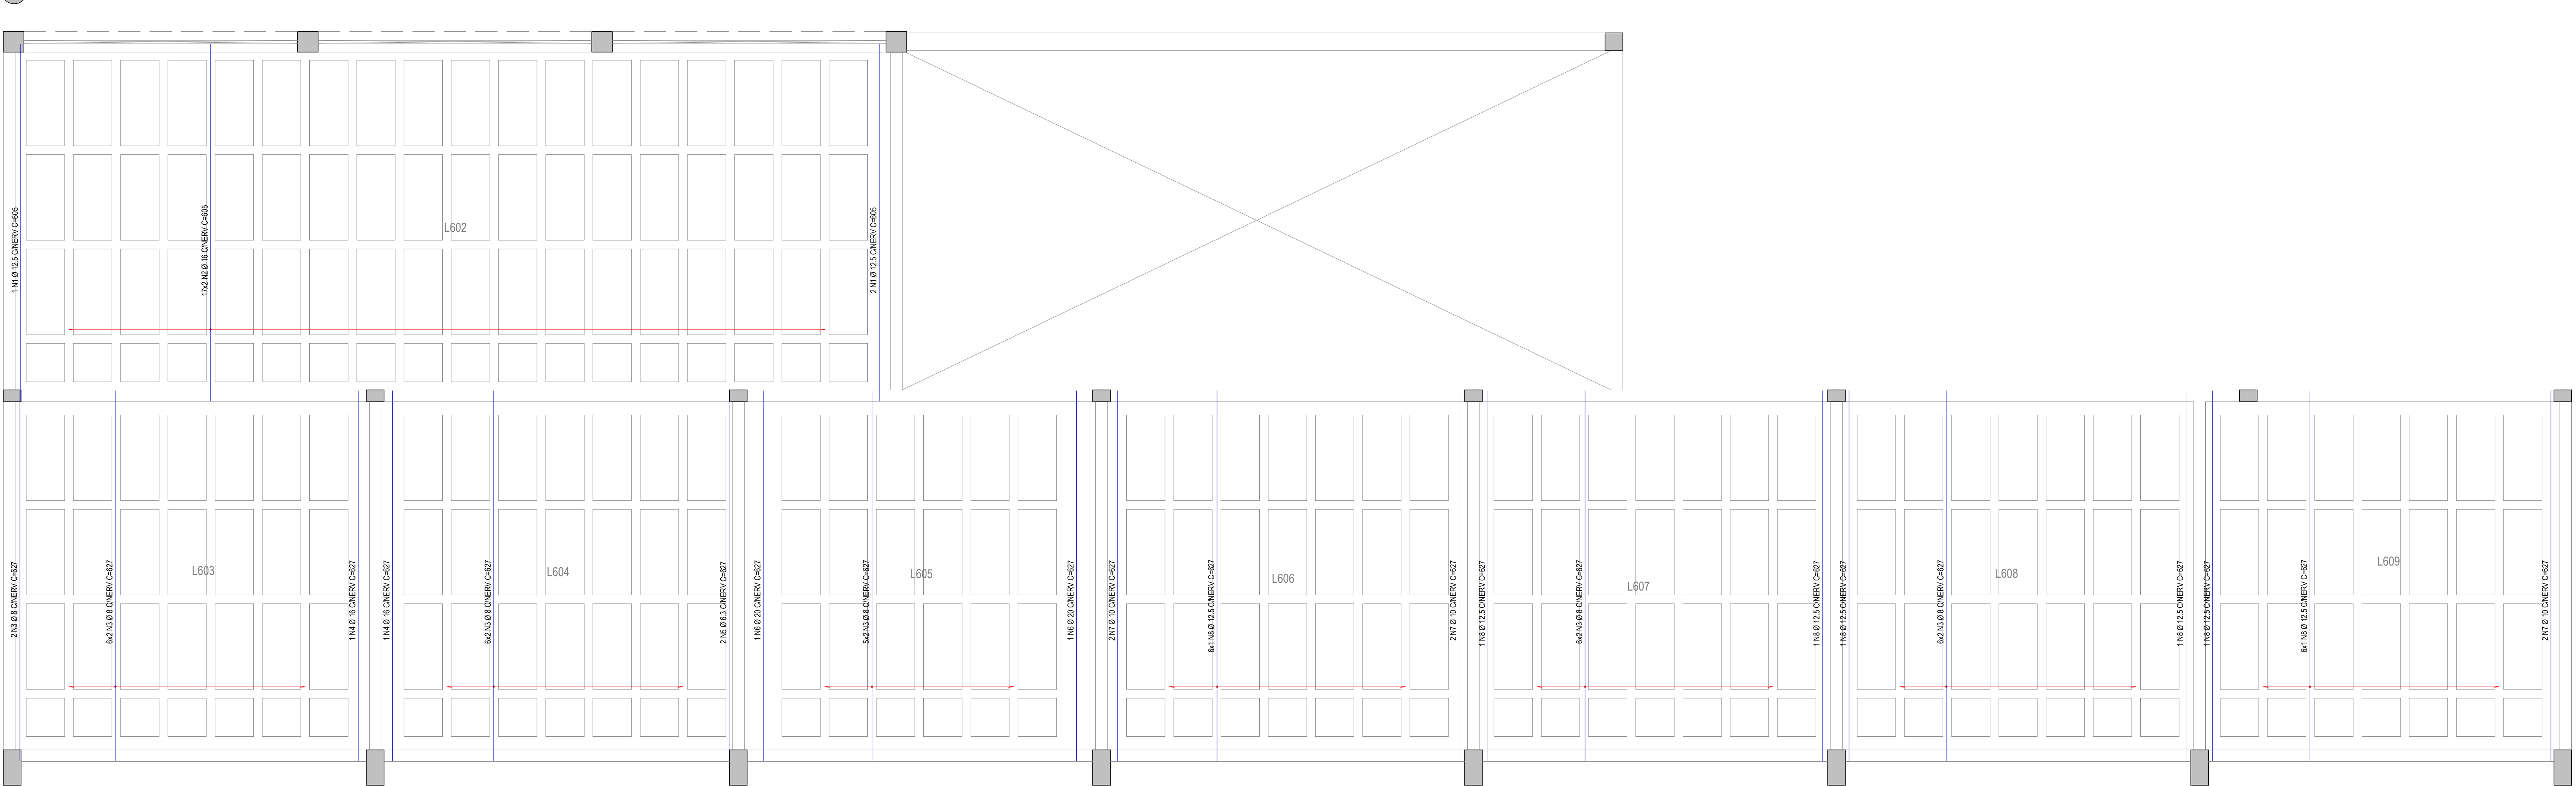 1 N1 Ø 12.5 C/NERV C=605
17x2 N2 Ø 16 C/NERV C=605
L602
2 N1 Ø 12.5 C/NERV C=605
2 N3 Ø 8 C/NERV C=627
6x2 N3 Ø 8 C/NERV C=627
L603
1 N4 Ø 16 C/NERV C=627
1 N4 Ø 16 C/NERV C=627
6x2 N3 Ø 8 C/NERV C=627
L604
2 N5 Ø 6.3 C/NERV C=627
1 N6 Ø 20 C/NERV C=627
5x2 N3 Ø 8 C/NERV C=627
L605
1 N6 Ø 20 C/NERV C=627
2 N7 Ø 10 C/NERV C=627
6x1 N8 Ø 12.5 C/NERV C=627
L606
2 N7 Ø 10 C/NERV C=627
1 N8 Ø 12.5 C/NERV C=627
6x2 N3 Ø 8 C/NERV C=627
L607
1 N8 Ø 12.5 C/NERV C=627
1 N8 Ø 12.5 C/NERV C=627
6x2 N3 Ø 8 C/NERV C=627
L608
1 N8 Ø 12.5 C/NERV C=627
1 N8 Ø 12.5 C/NERV C=627
6x1 N8 Ø 12.5 C/NERV C=627
L609
2 N7 Ø 10 C/NERV C=627